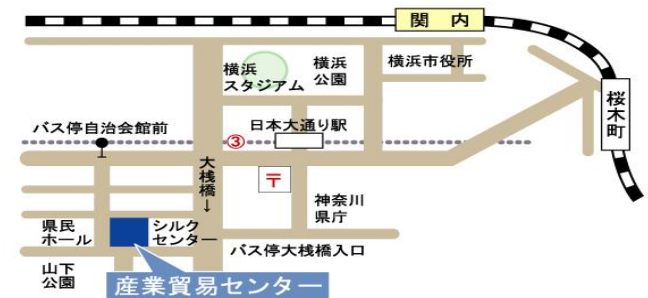 関内
横浜
スタジアム
横浜
公園
横浜市役所
桜木町
バス停自治会館前
日本大通り駅
③
大桟橋↓
〒
神奈川
県庁
県民
ホール
シルク
センター
バス停大桟橋入口
山下
公園
産業貿易センター